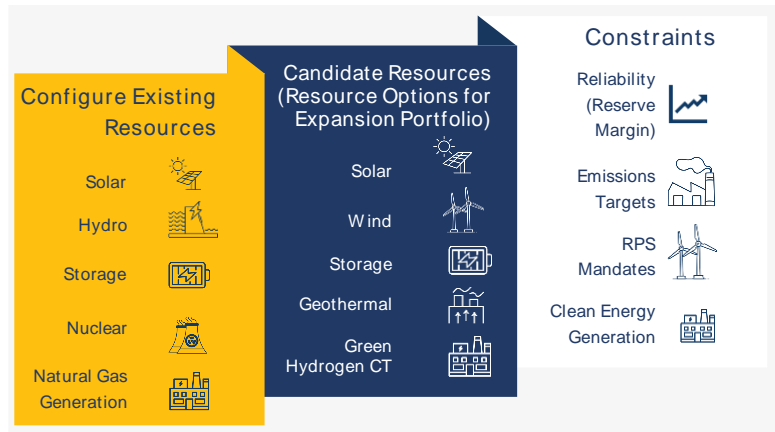 Configure Existing
Resources
Solar
Hydro
Storage
Nuclear
Natural Gas
Generation
Candidate Resources
(Resource Options for
Expansion Portfolio)
Solar
Wind
Storage
Geothermal
Green
Hydrogen CT
Constraints
Reliability
(Reserve
Margin)
Emissions
Targets
RPS
Mandates
Clean Energy
Generation